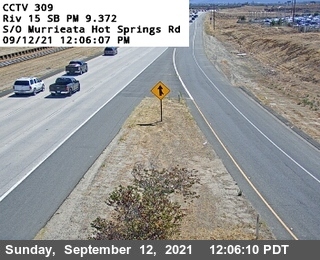 CCTV 309
Riv 15 SB PM 9.372
S/O Murrieata Hot Springs Rd
09/12/21 12:06:07 PM
Sunday, September 12, 2021 12:06:10 PDT